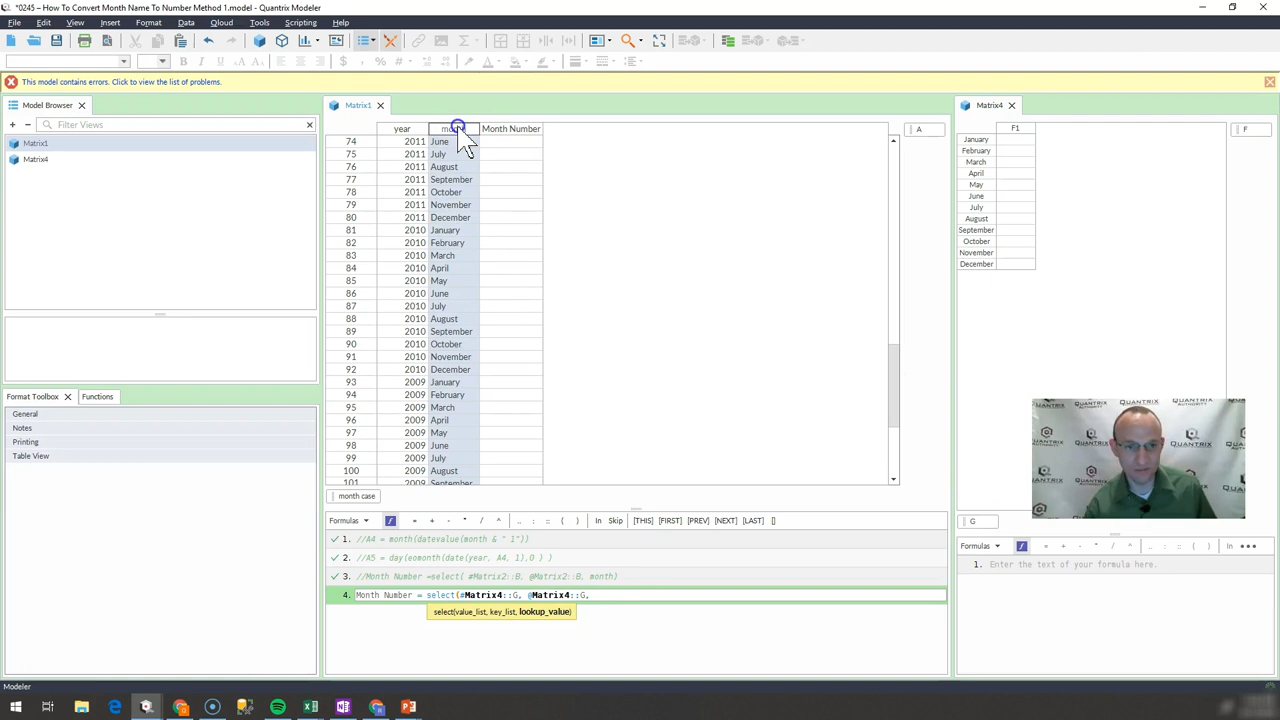 *0245 – How To Convert Month Name To Number Method 1.model - Quantrix Modeler
File Edit View Insert Format Data Qloud Tools Scripting Help
This model contains errors. Click to view the list of problems.
Model Browser
Filter Views
Matrix1
Matrix4
Format Toolbox Functions
General
Notes
Printing
Table View
Matrix1
year Month Number
74 2011 June
75 2011 July
76 2011 August
77 2011 September
78 2011 October
79 2011 November
80 2011 December
81 2010 January
82 2010 February
83 2010 March
84 2010 April
85 2010 May
86 2010 June
87 2010 July
88 2010 August
89 2010 September
90 2010 October
91 2010 November
92 2010 December
93 2009 January
94 2009 February
95 2009 March
96 2009 April
97 2009 May
98 2009 June
99 2009 July
100 2009 August
101 2009 September
A
month case
Formulas ƒ = + - * / ^ .. : :: ( ) In Skip [THIS] [FIRST] [PREV] [NEXT] [LAST] []
1. //A4 = month(datevalue(month & " 1"))
2. //A5 = day(eomonth(date(year, A4, 1),0 ) )
3. //Month Number =select( #Matrix2::B, @Matrix2::B, month)
4. Month Number = select(#Matrix4::G, @Matrix4::G,
select(value_list, key_list, lookup_value)
Matrix4
F1
January
February
March
April
May
June
July
August
September
October
November
December
F
QUANTRIX
AUTHORITY
G
Formulas ƒ = + - * / ^ .. : :: ( ) In
1. Enter the text of your formula here.
Modeler